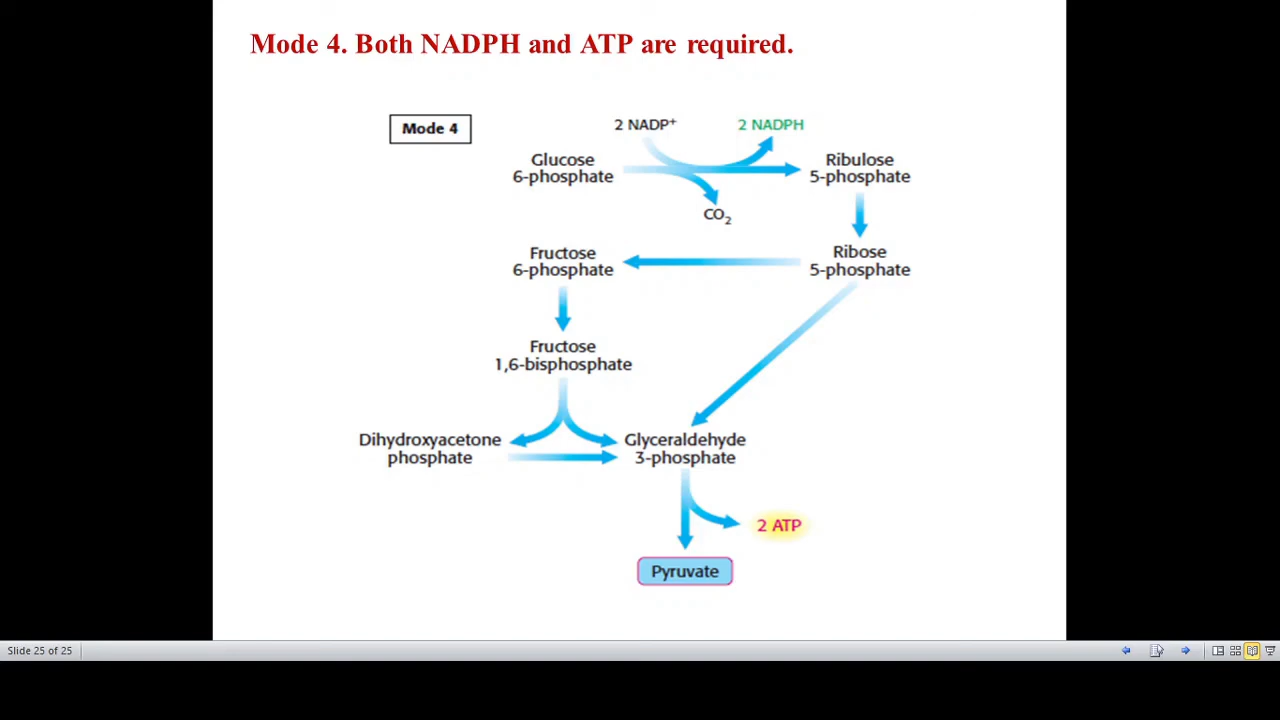 Mode 4. Both NADPH and ATP are required.
Mode 4
2 NADP⁺
2 NADPH
Glucose
6-phosphate
Ribulose
5-phosphate
CO₂
Fructose
6-phosphate
Ribose
5-phosphate
Fructose
1,6-bisphosphate
Dihydroxyacetone
phosphate
Glyceraldehyde
3-phosphate
2 ATP
Pyruvate
Slide 25 of 25